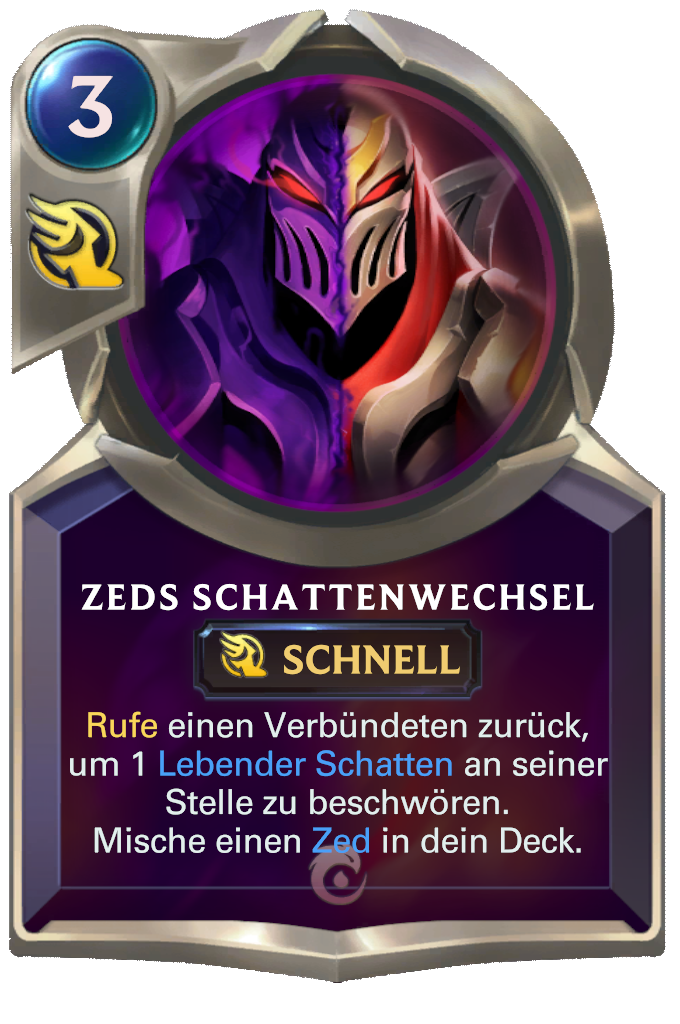 3
ZEDS SCHATTENWECHSEL
SCHNELL
Rufe einen Verbündeten zurück,
um 1 Lebender Schatten an seiner
Stelle zu beschwören.
Mische einen Zed in dein Deck.